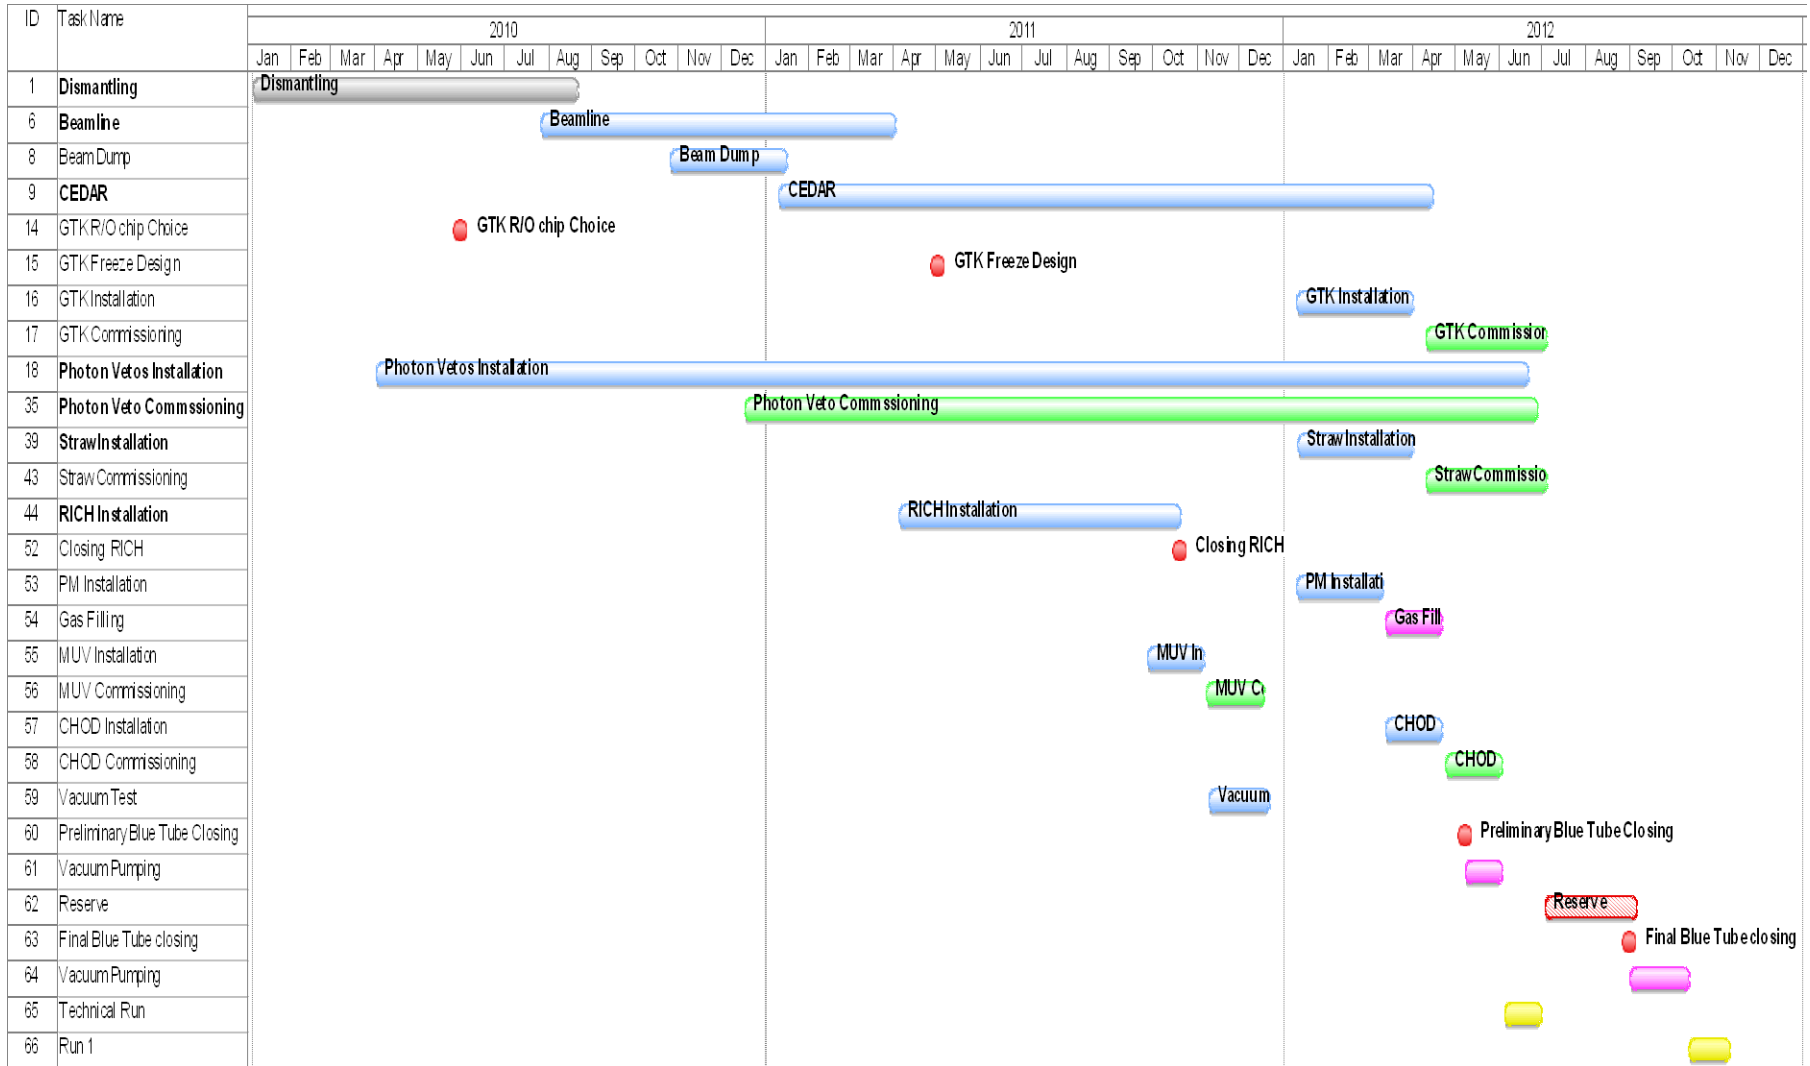 ID Task Name
2010 2011 2012
Jan Feb Mar Apr May Jun Jul Aug Sep Oct Nov Dec Jan Feb Mar Apr May Jun Jul Aug Sep Oct Nov Dec Jan Feb Mar Apr May Jun Jul Aug Sep Oct Nov Dec
1 Dismantling Dismantling
6 Beamline Beamline
8 Beam Dump Beam Dump
9 CEDAR CEDAR
14 GTK R/O chip Choice GTK R/O chip Choice
15 GTK Freeze Design GTK Freeze Design
16 GTK Installation GTK Installation
17 GTK Commissioning GTK Commission
18 Photon Vetos Installation Photon Vetos Installation
35 Photon Veto Commssioning Photon Veto Commssioning
39 Straw Installation Straw Installation
43 Straw Commissioning Straw Commissio
44 RICH Installation RICH Installation
52 Closing RICH Closing RICH
53 PM Installation PM Installati
54 Gas Filling Gas Fill
55 MUV Installation MUV In
56 MUV Commissioning MUV Co
57 CHOD Installation CHOD
58 CHOD Commissioning CHOD
59 Vacuum Test Vacuum
60 Preliminary Blue Tube Closing Preliminary Blue Tube Closing
61 Vacuum Pumping
62 Reserve Reserve
63 Final Blue Tube closing Final Blue Tube closing
64 Vacuum Pumping
65 Technical Run
66 Run 1